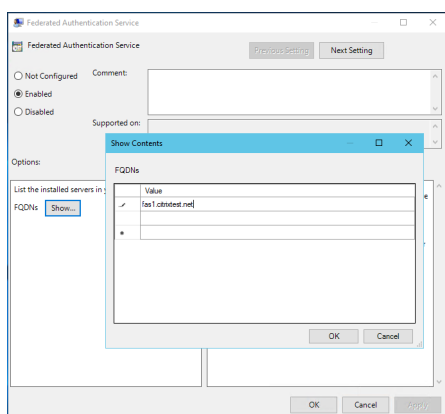 Federated Authentication Service
Federated Authentication Service
Previous Setting
Next Setting
Not Configured
Comment:
Enabled
Disabled
Supported on:
Options:
List the installed servers in
FQDNs
Show...
Show Contents
FQDNs
Value
fas1.citrixtest.net
OK
Cancel
OK
Cancel
Apply